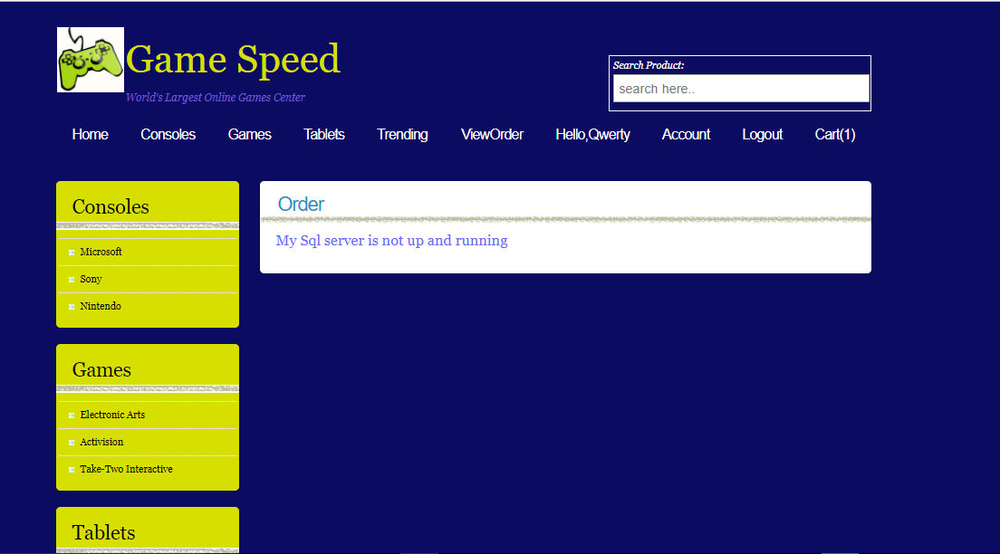 Game Speed
World's Largest Online Games Center
Search Product:
search here..
Home Consoles Games Tablets Trending ViewOrder Hello,Qwerty Account Logout Cart(1)
Consoles
Microsoft
Sony
Nintendo
Games
Electronic Arts
Activision
Take-Two Interactive
Tablets
Order
My Sql server is not up and running